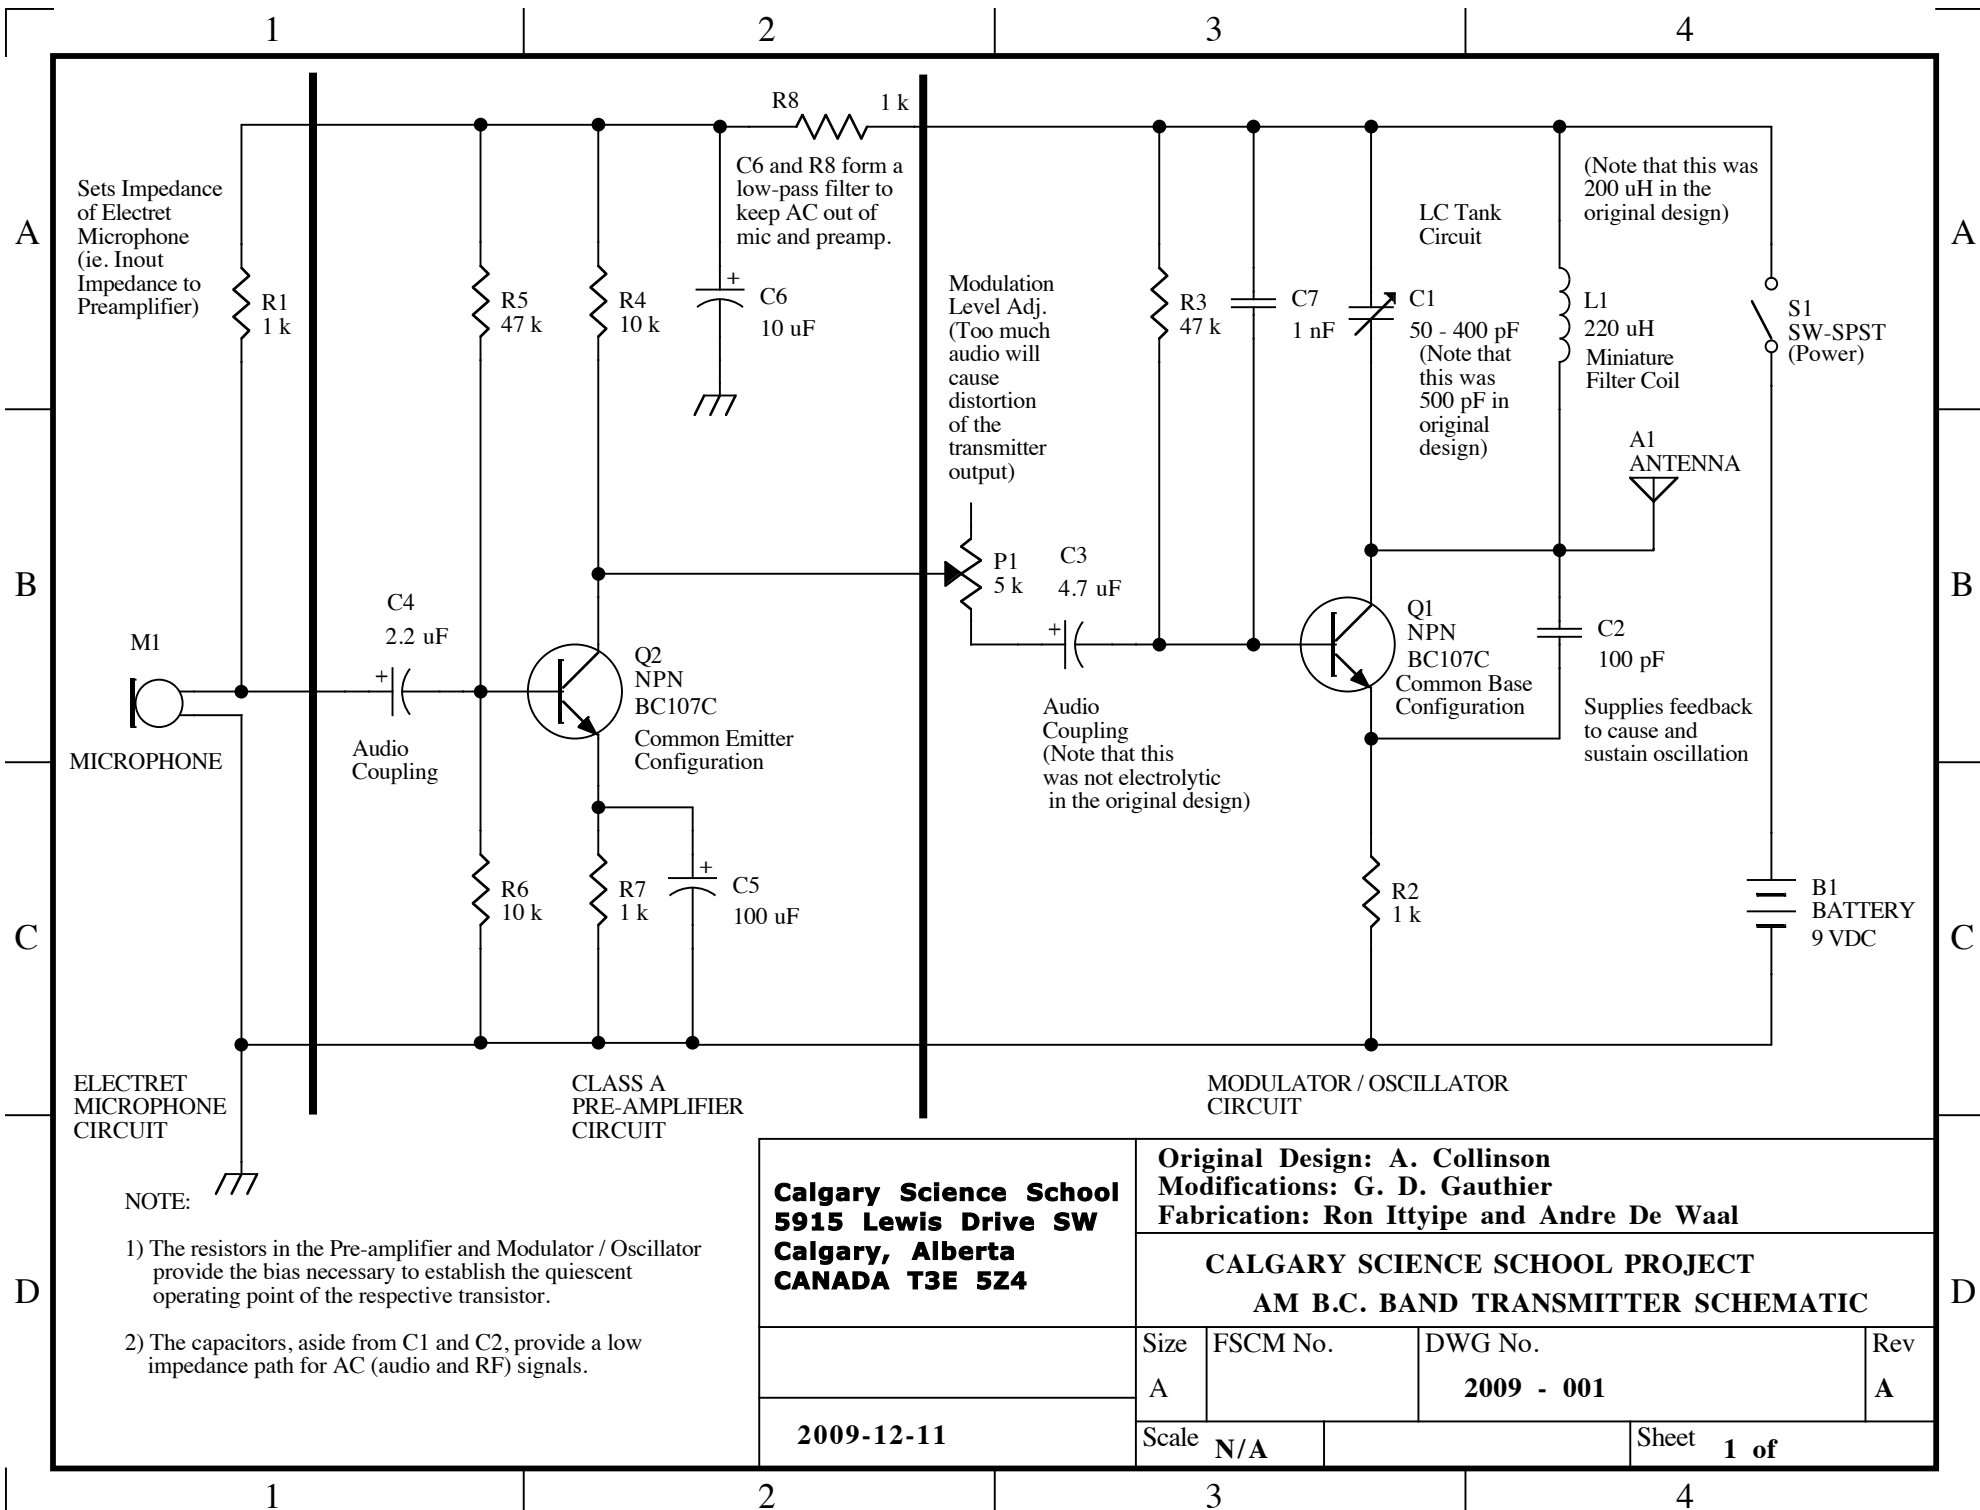 1
2
3
4
A
A
B
B
C
C
D
D
1
2
3
4
Sets Impedance
of Electret
Microphone
(ie. Inout
Impedance to
Preamplifier)
R1
1 k
M1
MICROPHONE
ELECTRET
MICROPHONE
CIRCUIT
R8
1 k
C6 and R8 form a
low-pass filter to
keep AC out of
mic and preamp.
R5
47 k
R4
10 k
+
C6
10 uF
C4
2.2 uF
+
Audio
Coupling
Q2
NPN
BC107C
Common Emitter
Configuration
R6
10 k
R7
1 k
+
C5
100 uF
CLASS A
PRE-AMPLIFIER
CIRCUIT
Modulation
Level Adj.
(Too much
audio will
cause
distortion
of the
transmitter
output)
P1
5 k
C3
4.7 uF
+
Audio
Coupling
(Note that this
was not electrolytic
in the original design)
R3
47 k
C7
1 nF
LC Tank
Circuit
C1
50 - 400 pF
(Note that
this was
500 pF in
original
design)
(Note that this was
200 uH in the
original design)
L1
220 uH
Miniature
Filter Coil
S1
SW-SPST
(Power)
A1
ANTENNA
Q1
NPN
BC107C
Common Base
Configuration
C2
100 pF
Supplies feedback
to cause and
sustain oscillation
R2
1 k
B1
BATTERY
9 VDC
MODULATOR / OSCILLATOR
CIRCUIT
NOTE:
1) The resistors in the Pre-amplifier and Modulator / Oscillator
provide the bias necessary to establish the quiescent
operating point of the respective transistor.
2) The capacitors, aside from C1 and C2, provide a low
impedance path for AC (audio and RF) signals.
Calgary Science School
5915 Lewis Drive SW
Calgary, Alberta
CANADA T3E 5Z4
2009-12-11
Original Design: A. Collinson
Modifications: G. D. Gauthier
Fabrication: Ron Ittyipe and Andre De Waal
CALGARY SCIENCE SCHOOL PROJECT
AM B.C. BAND TRANSMITTER SCHEMATIC
Size
A
FSCM No.
DWG No.
2009 - 001
Rev
A
Scale N/A
Sheet 1 of